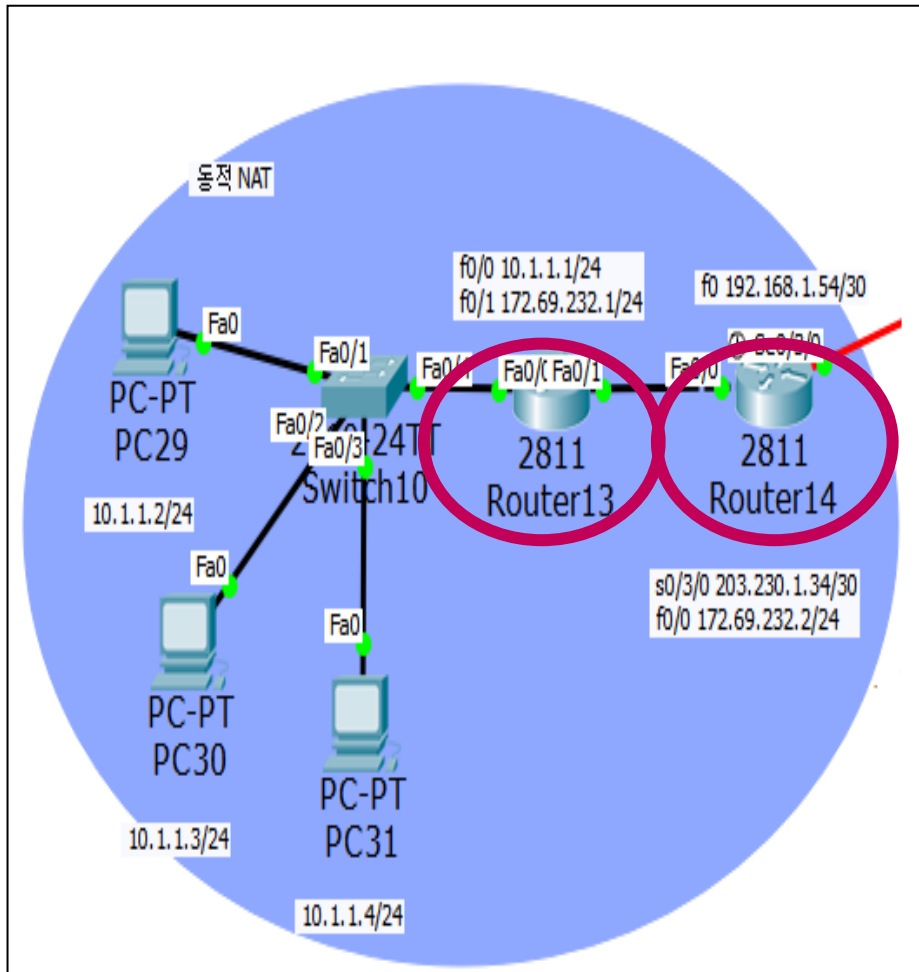 동적 NAT
f0/0 10.1.1.1/24
f0/1 172.69.232.1/24
f0 192.168.1.54/30
Fa0
Fa0/1
Fa0/1
Fa0/0
PC-PT
PC29
Fa0/2
Fa0/3
Switch10
2811
Router13
2811
Router14
10.1.1.2/24
Fa0
s0/3/0 203.230.1.34/30
f0/0 172.69.232.2/24
Fa0
PC-PT
PC30
PC-PT
PC31
10.1.1.3/24
10.1.1.4/24